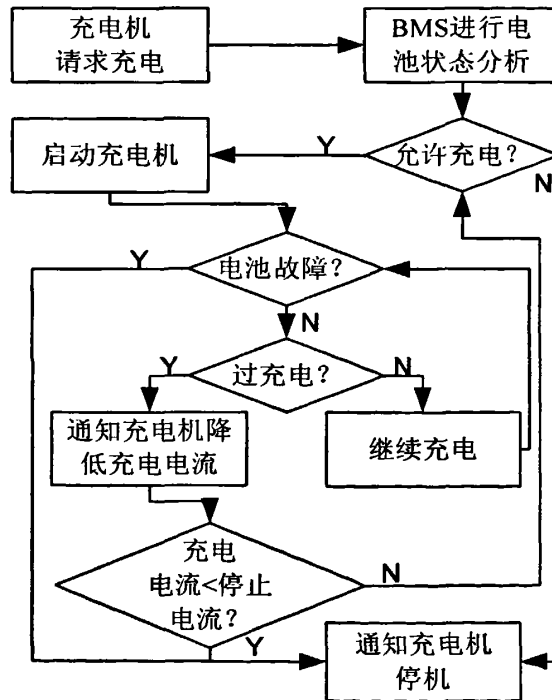 充电机
请求充电
BMS进行电
池状态分析
启动充电机
Y
允许充电？
N
Y
电池故障？
N
Y
过充电？
N
通知充电机降
低充电电流
继续充电
充电
电流<停止
电流？
N
Y
通知充电机
停机